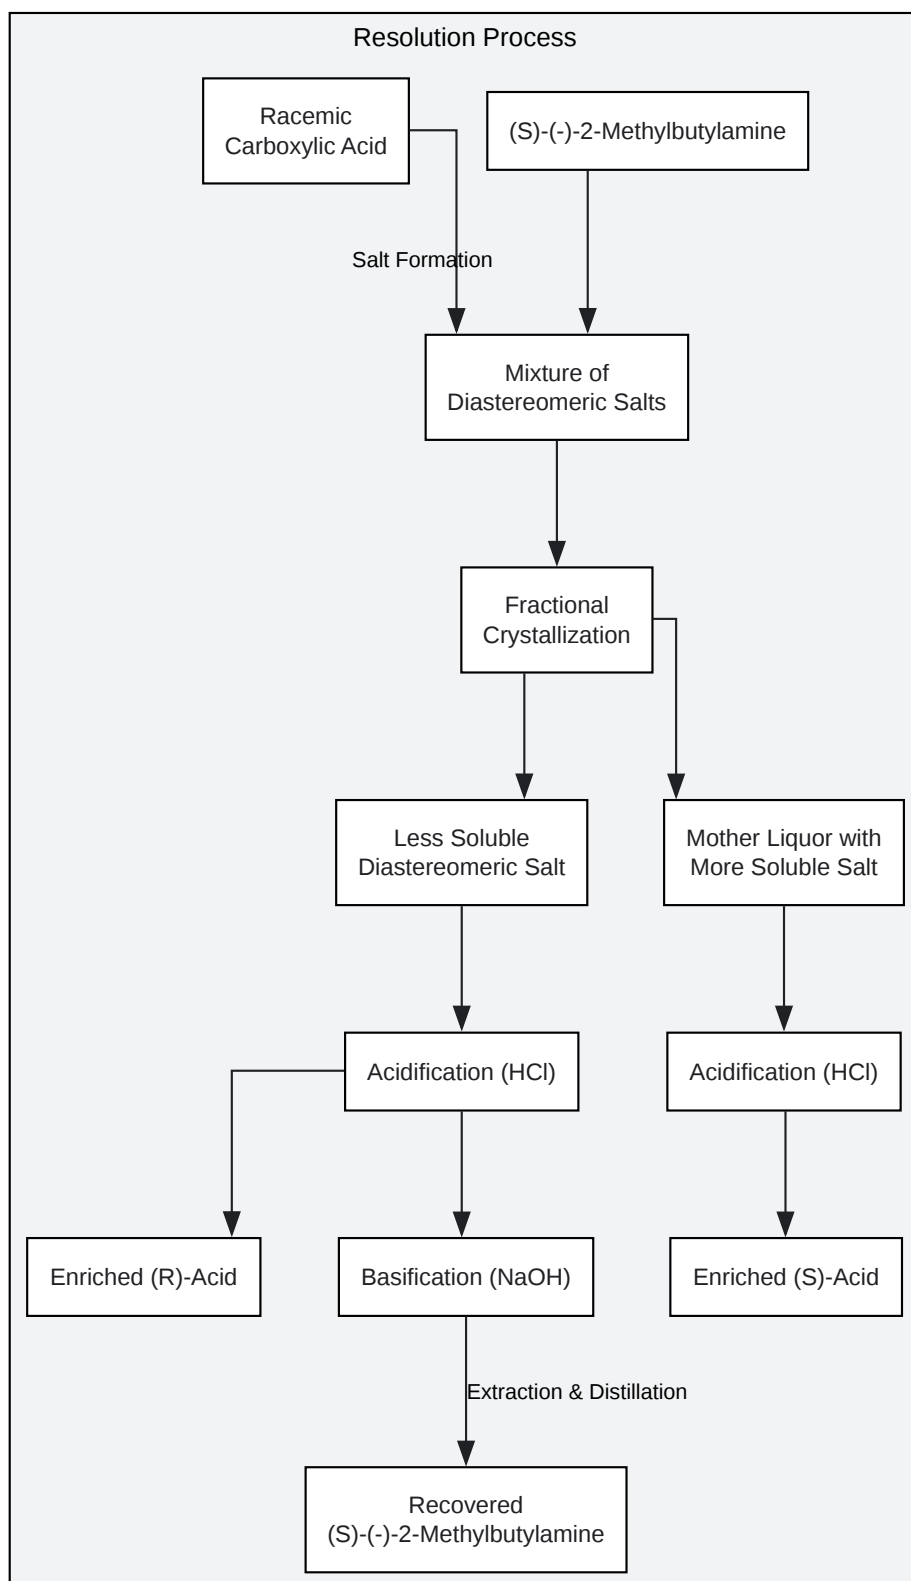 Resolution Process
Racemic
Carboxylic Acid
(S)-(-)-2-Methylbutylamine
Salt Formation
Mixture of
Diastereomeric Salts
Fractional
Crystallization
Less Soluble
Diastereomeric Salt
Mother Liquor with
More Soluble Salt
Acidification (HCl)
Acidification (HCl)
Enriched (R)-Acid
Basification (NaOH)
Enriched (S)-Acid
Extraction & Distillation
Recovered
(S)-(-)-2-Methylbutylamine